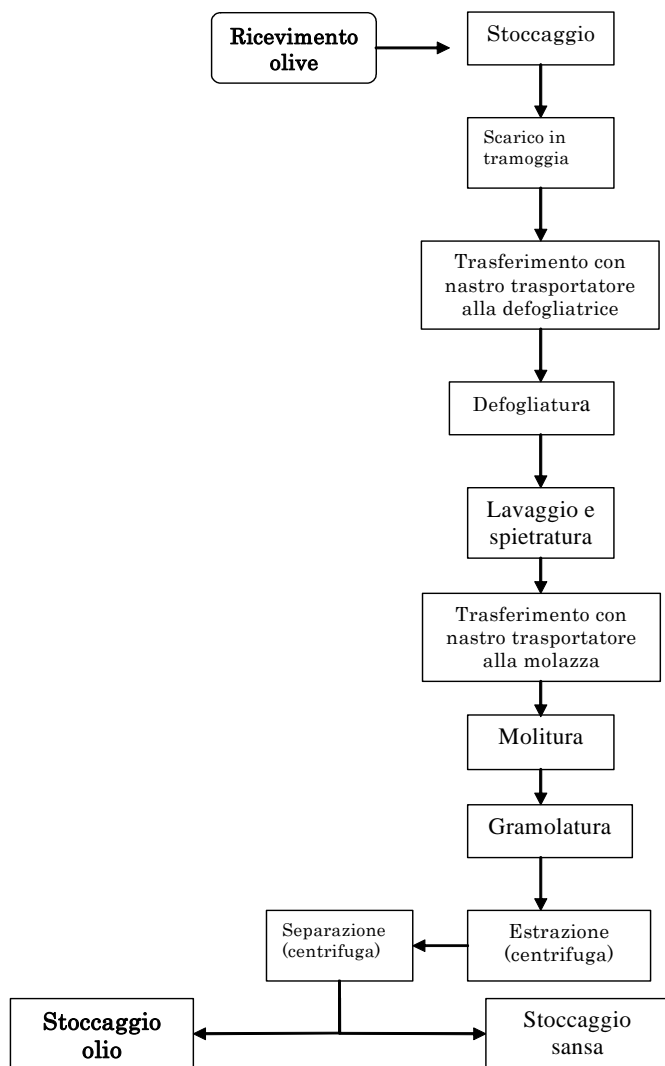 Ricevimento
olive
Stoccaggio
Scarico in
tramoggia
Trasferimento con
nastro trasportatore
alla defogliatrice
Defogliatura
Lavaggio e
spietratura
Trasferimento con
nastro trasportatore
alla molazza
Molitura
Gramolatura
Estrazione
(centrifuga)
Separazione
(centrifuga)
Stoccaggio
olio
Stoccaggio
sansa